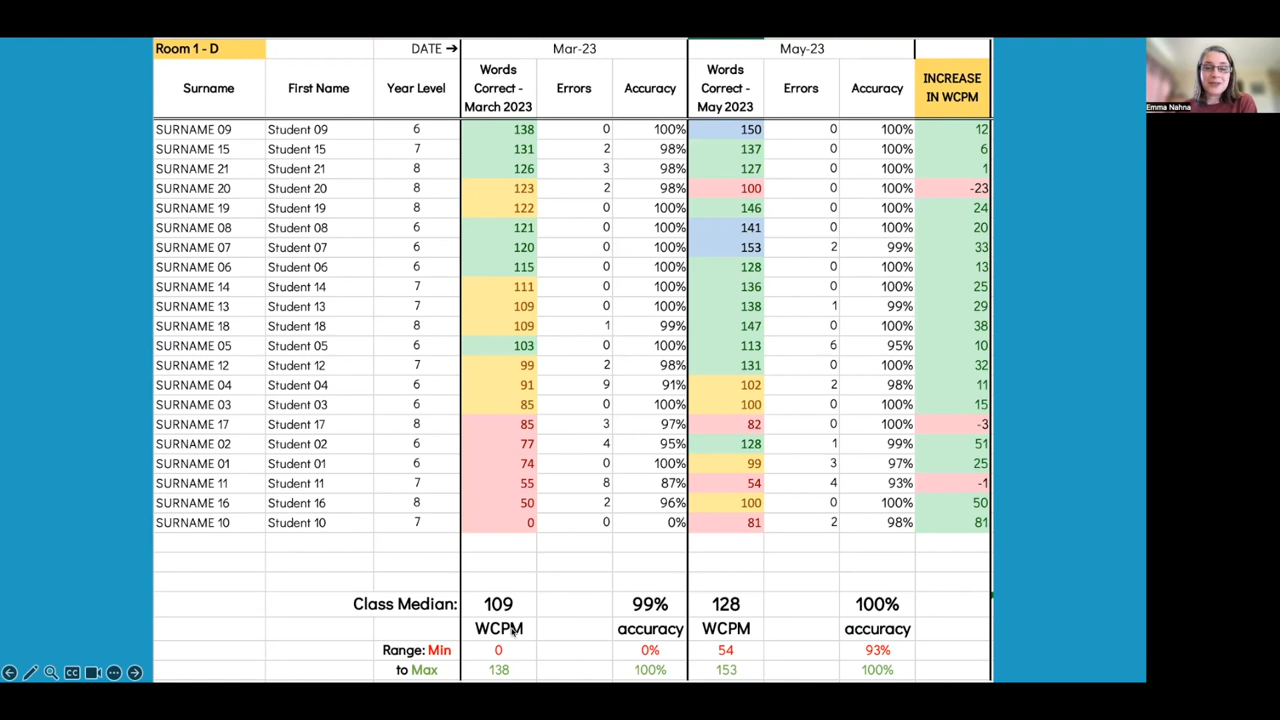 Room 1 - D DATE → Mar-23 May-23
Surname First Name Year Level Words Correct - March 2023 Errors Accuracy Words Correct - May 2023 Errors Accuracy INCREASE IN WCPM
SURNAME 09 Student 09 6 138 0 100% 150 0 100% 12
SURNAME 15 Student 15 7 131 2 98% 137 0 100% 6
SURNAME 21 Student 21 8 126 3 98% 127 0 100% 1
SURNAME 20 Student 20 8 123 2 98% 100 0 100% -23
SURNAME 19 Student 19 8 122 0 100% 146 0 100% 24
SURNAME 08 Student 08 6 121 0 100% 141 0 100% 20
SURNAME 07 Student 07 6 120 0 100% 153 2 99% 33
SURNAME 06 Student 06 6 115 0 100% 128 0 100% 13
SURNAME 14 Student 14 7 111 0 100% 136 0 100% 25
SURNAME 13 Student 13 7 109 0 100% 138 1 99% 29
SURNAME 18 Student 18 8 109 1 99% 147 0 100% 38
SURNAME 05 Student 05 6 103 0 100% 113 6 95% 10
SURNAME 12 Student 12 7 99 2 98% 131 0 100% 32
SURNAME 04 Student 04 6 91 9 91% 102 2 98% 11
SURNAME 03 Student 03 6 85 0 100% 100 0 100% 15
SURNAME 17 Student 17 8 85 3 97% 82 0 100% -3
SURNAME 02 Student 02 6 77 4 95% 128 1 99% 51
SURNAME 01 Student 01 6 74 0 100% 99 3 97% 25
SURNAME 11 Student 11 7 55 8 87% 54 4 93% -1
SURNAME 16 Student 16 8 50 2 96% 100 0 100% 50
SURNAME 10 Student 10 7 0 0 0% 81 2 98% 81
Class Median: 109 99% 128 100%
WCPM accuracy WCPM accuracy
Range: Min 0 0% 54 93%
to Max 138 100% 153 100%
Emma Nahna
CC